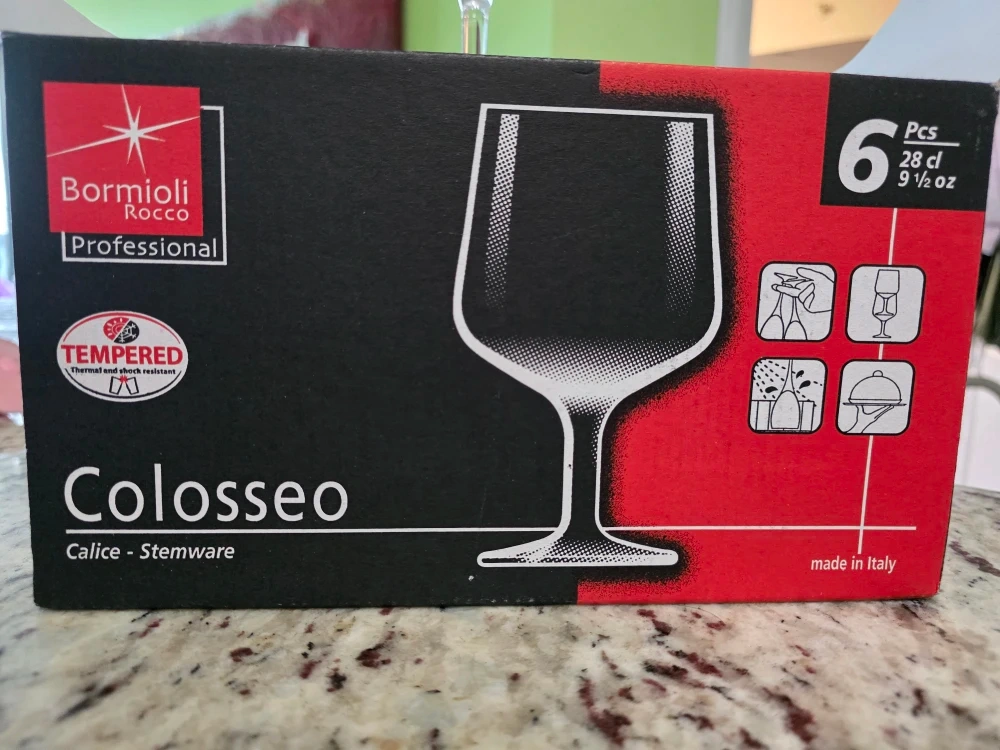 Bormioli
Rocco
Professional
TEMPERED
Thermal and shock resistant
Colosseo
Calice - Stemware
6 Pcs
28 cl
9 1/2 oz
made in Italy